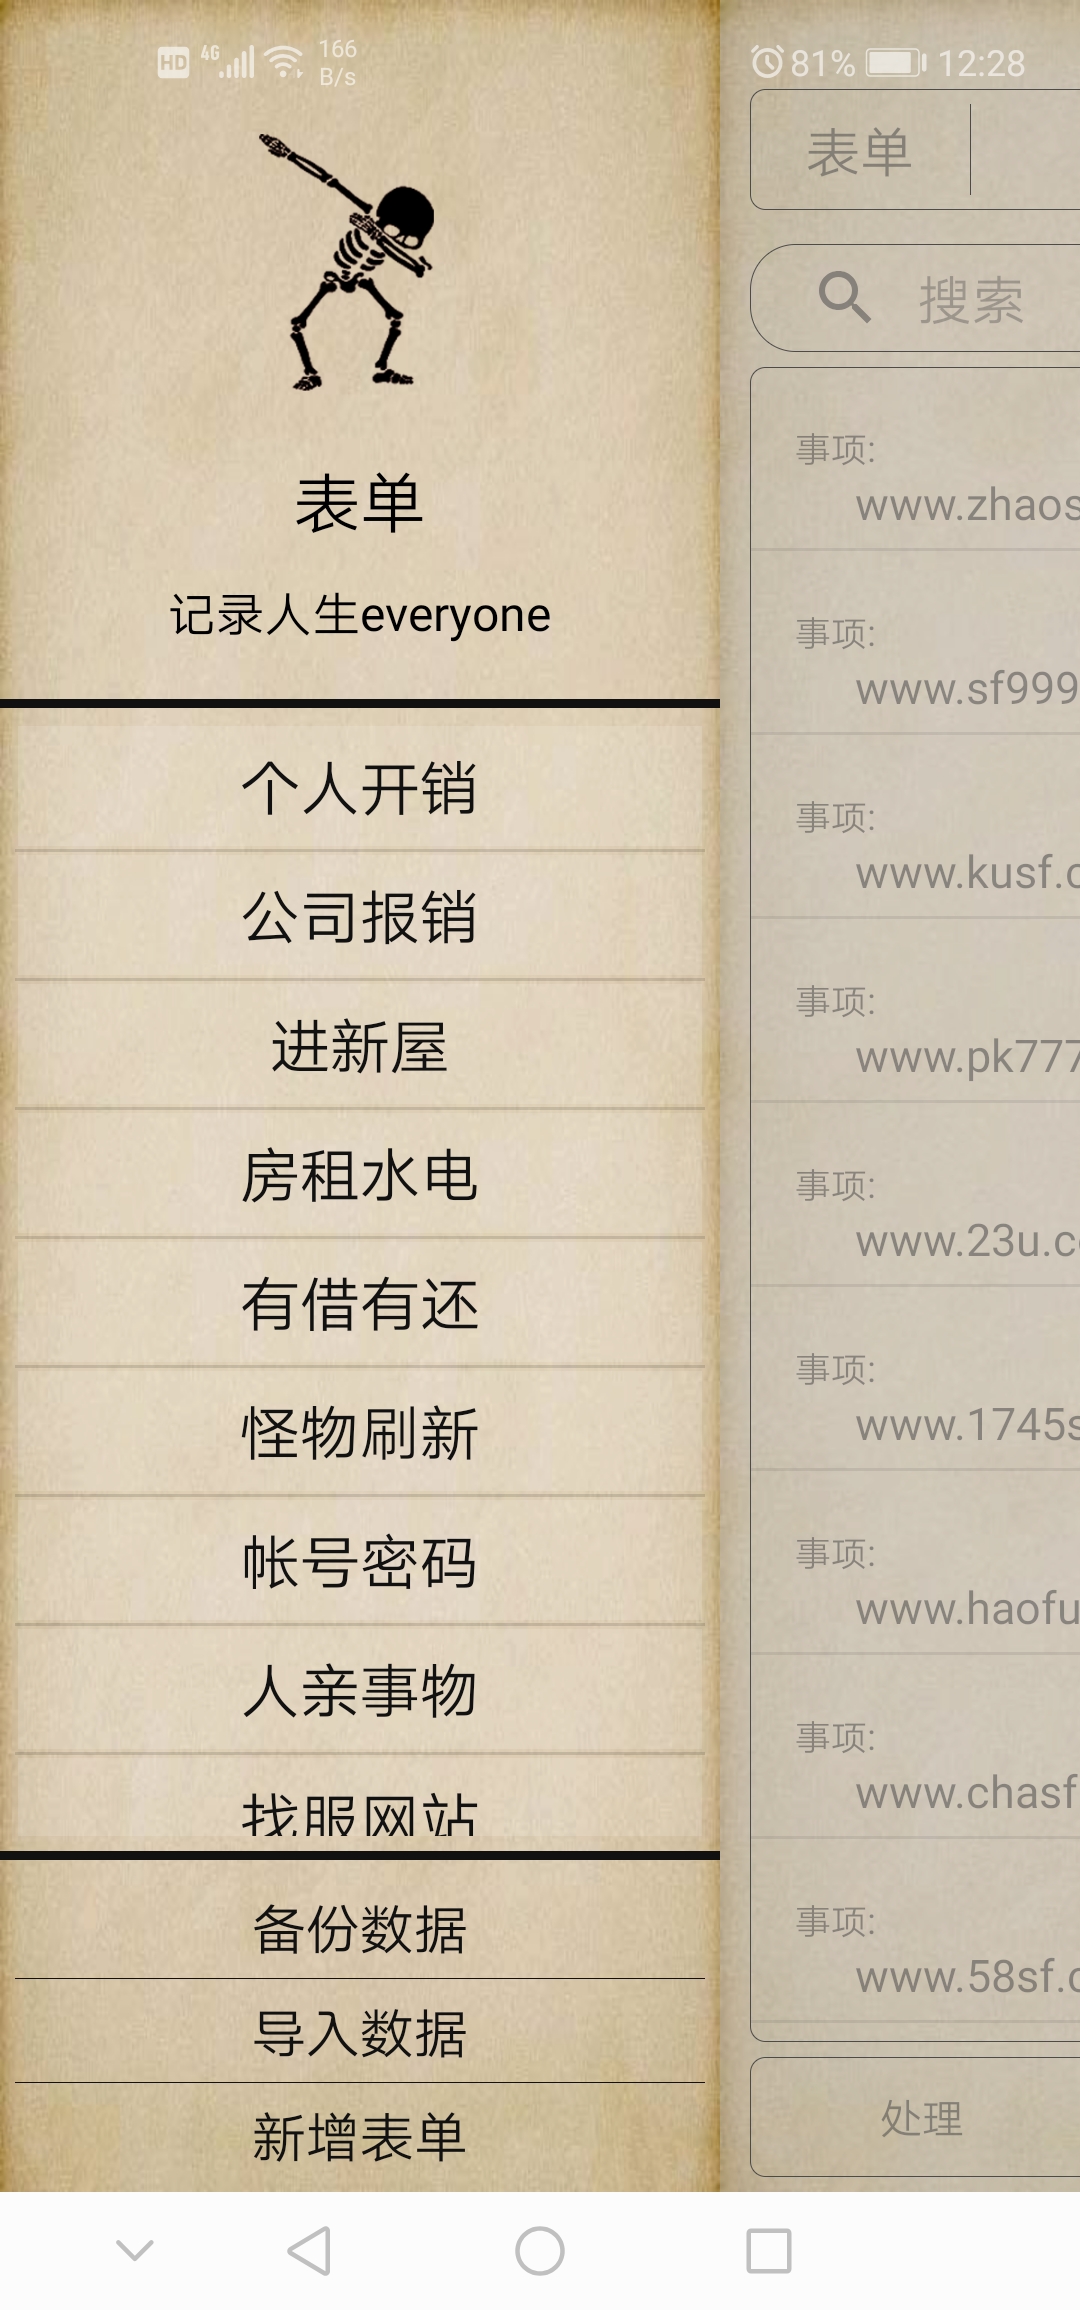 HD 4G 166 B/s
81% 12:28
表单
记录人生everyone
个人开销
公司报销
进新屋
房租水电
有借有还
怪物刷新
帐号密码
人亲事物
找服网站
备份数据
导入数据
新增表单
表单
搜索
事项:
www.zhaos
事项:
www.sf999
事项:
www.kusf.c
事项:
www.pk777
事项:
www.23u.c
事项:
www.1745s
事项:
www.haofu
事项:
www.chasf
事项:
www.58sf.c
处理